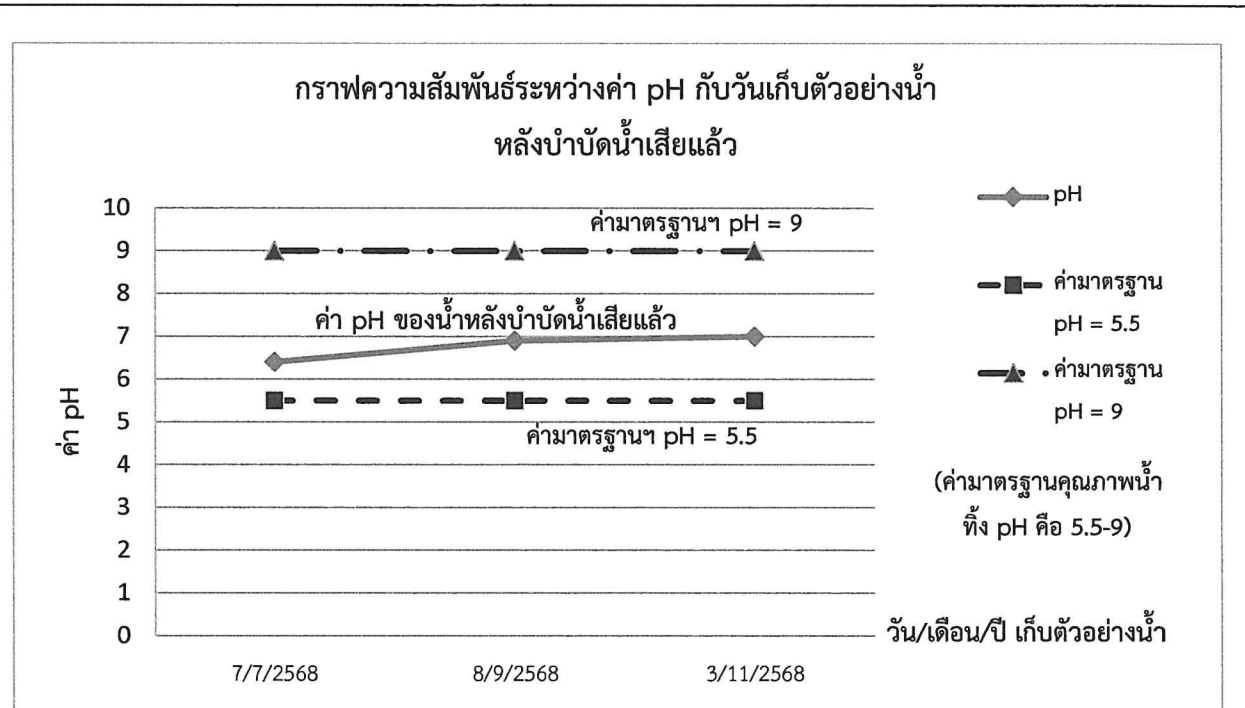 กราฟความสัมพันธ์ระหว่างค่า pH กับวันเก็บตัวอย่างน้ำ
หลังบำบัดน้ำเสียแล้ว
ค่า pH
10
9
8
7
6
5
4
3
2
1
0
ค่ามาตรฐานฯ pH = 9
ค่า pH ของน้ำหลังบำบัดน้ำเสียแล้ว
ค่ามาตรฐานฯ pH = 5.5
7/7/2568
8/9/2568
3/11/2568
วัน/เดือน/ปี เก็บตัวอย่างน้ำ
pH
ค่ามาตรฐาน
pH = 5.5
ค่ามาตรฐาน
pH = 9
(ค่ามาตรฐานคุณภาพน้ำ
ทิ้ง pH คือ 5.5-9)